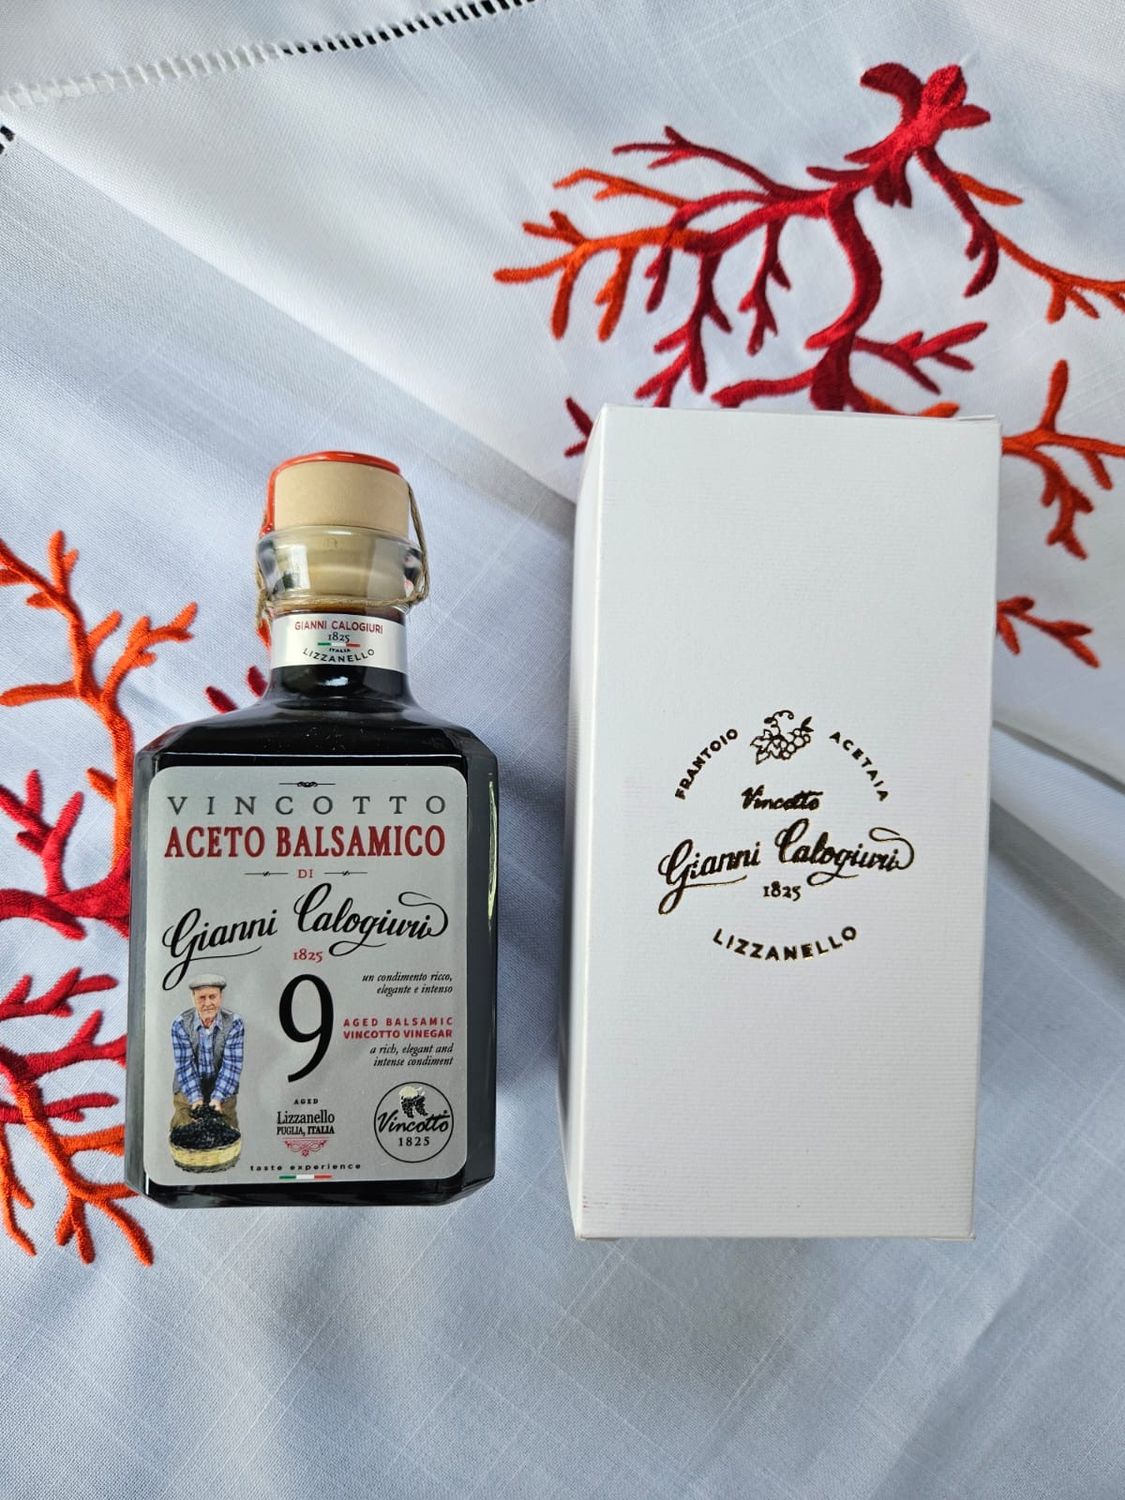 GIANNI CALOGIURI
1825
ITALIA
LIZZANELLO
VINCOTTO
ACETO BALSAMICO
DI
Gianni Calogiuri
1825
9
un condimento ricco,
elegante e intenso
AGED BALSAMIC
VINCOTTO VINEGAR
a rich, elegant and
intense condiment
AGED
Lizzanello
PUGLIA, ITALIA
Vincotto
1825
taste experience
FRANTOIO ACETAIA
Vincotto
Gianni Calogiuri
1825
LIZZANELLO